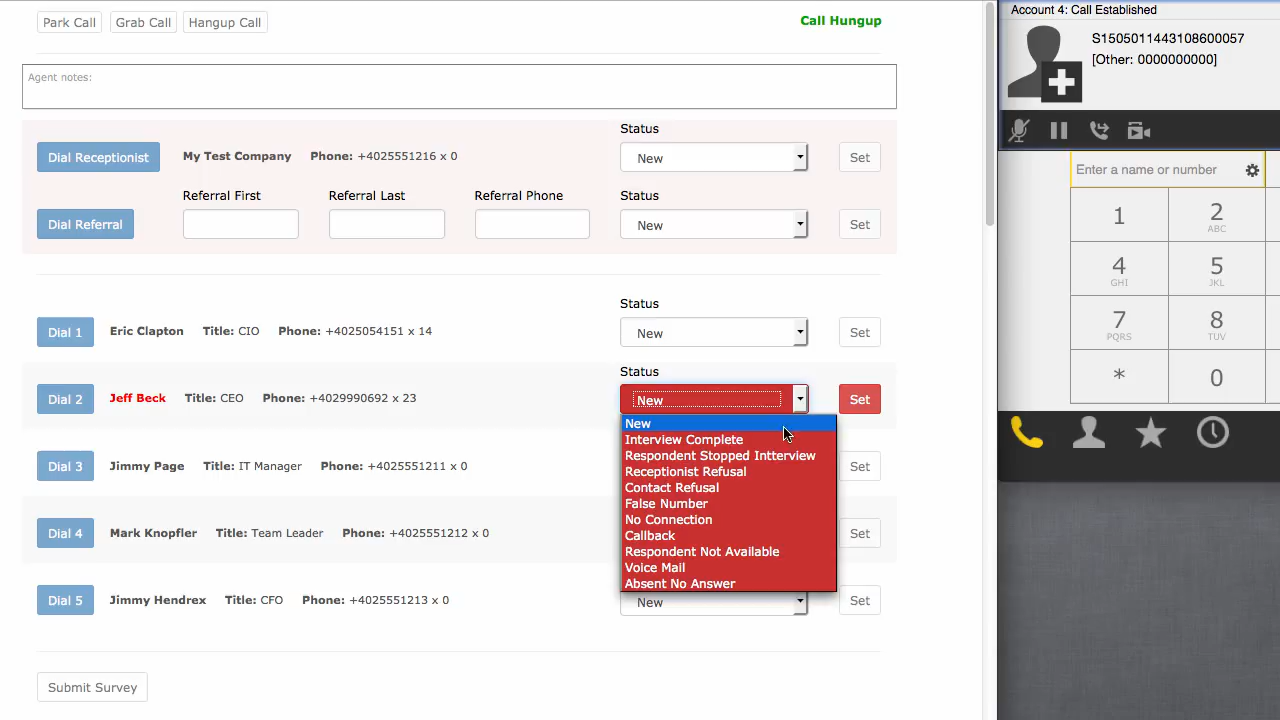 Park Call Grab Call Hangup Call Call Hungup
Agent notes:
Status
Dial Receptionist My Test Company Phone: +4025551216 x 0 New Set
Referral First Referral Last Referral Phone Status
Dial Referral New Set
Status
Dial 1 Eric Clapton Title: CIO Phone: +4025054151 x 14 New Set
Status
Dial 2 Jeff Beck Title: CEO Phone: +4029990692 x 23 New Set
New
Interview Complete
Respondent Stopped Intterview
Receptionist Refusal
Contact Refusal
False Number
No Connection
Callback
Respondent Not Available
Voice Mail
Absent No Answer
Dial 3 Jimmy Page Title: IT Manager Phone: +4025551211 x 0 Set
Dial 4 Mark Knopfler Title: Team Leader Phone: +4025551212 x 0 Set
Dial 5 Jimmy Hendrex Title: CFO Phone: +4025551213 x 0 New Set
Submit Survey
Account 4: Call Established
S1505011443108600057
[Other: 0000000000]
Enter a name or number
1 2
ABC
4 5
GHI JKL
7 8
PQRS TUV
* 0